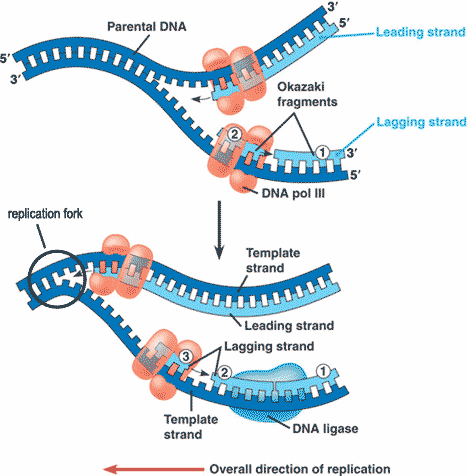 3′
Parental DNA
5′
Leading strand
5′
3′
Okazaki
fragments
Lagging strand
2
1
3′
5′
DNA pol III
replication fork
Template
strand
Leading strand
3
Lagging strand
2
1
Template
strand
DNA ligase
Overall direction of replication